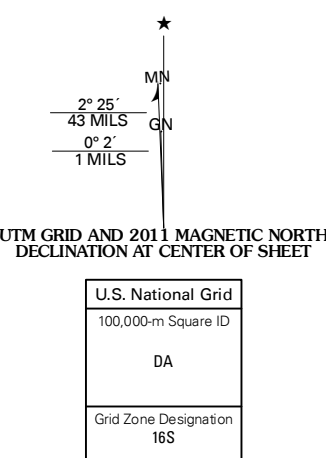 ★
MN
2° 25´
43 MILS
GN
0° 2´
1 MILS
UTM GRID AND 2011 MAGNETIC NORTH
DECLINATION AT CENTER OF SHEET
U.S. National Grid
100,000-m Square ID
DA
Grid Zone Designation
16S